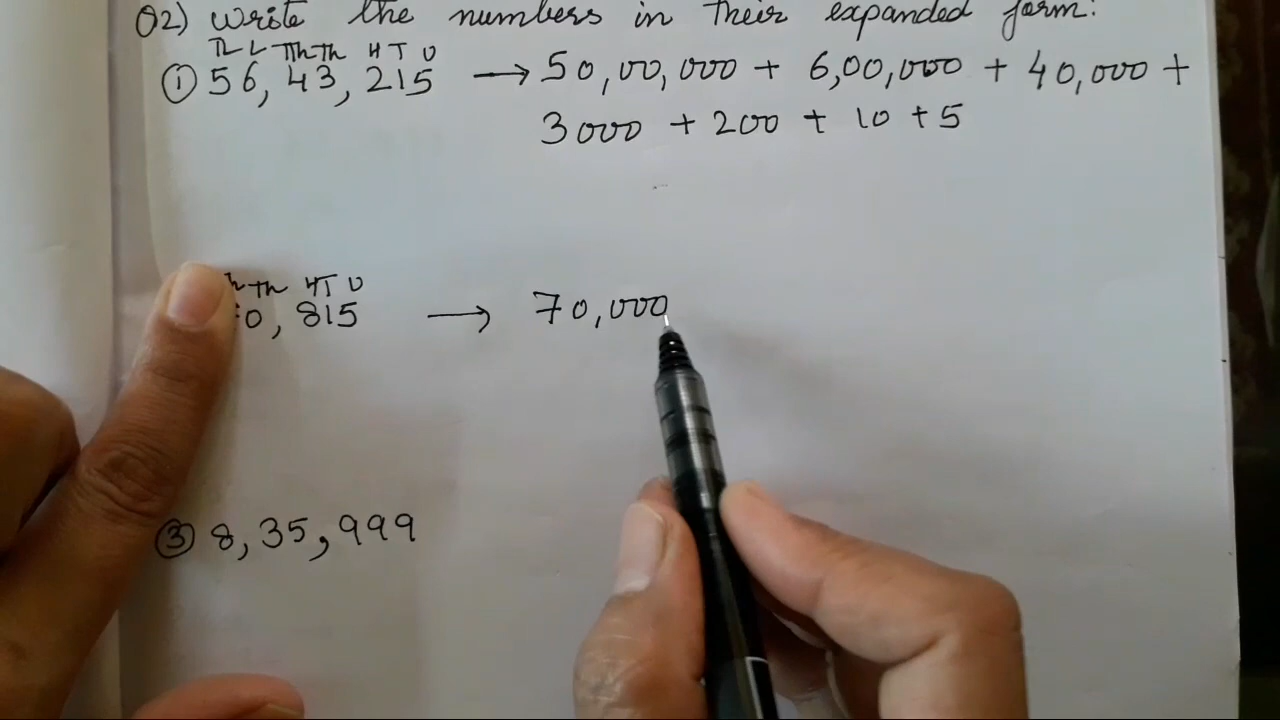 Q2) Write the numbers in their expanded form:
TL L TTh Th H T U
① 56, 43, 215 → 50,00,000 + 6,00,000 + 40,000 +
3000 + 200 + 10 + 5
Th H T U
0, 815 → 70,000
③ 8, 35, 999